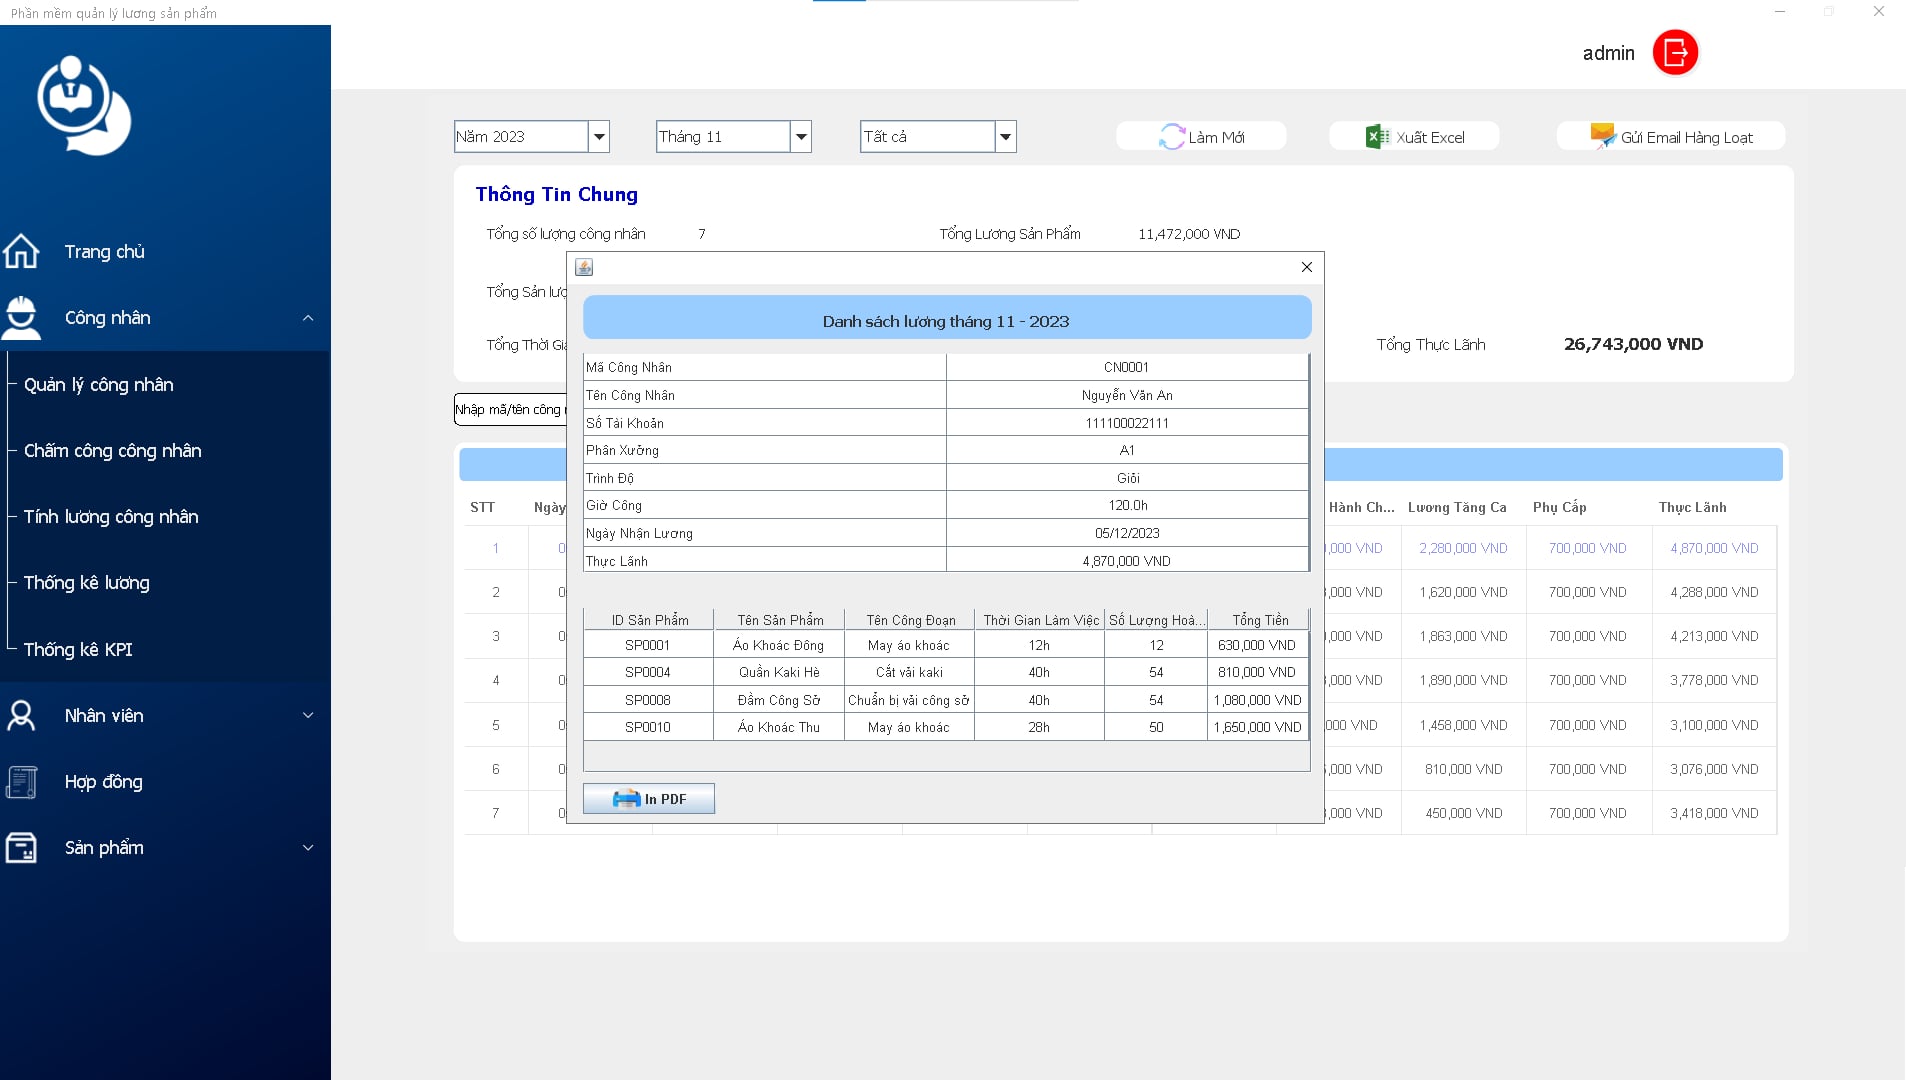 Phần mềm quản lý lương sản phẩm
admin
Năm 2023
Tháng 11
Tất cả
Làm Mới
Xuất Excel
Gửi Email Hàng Loạt
Trang chủ
Công nhân
Quản lý công nhân
Chấm công công nhân
Tính lương công nhân
Thống kê lương
Thống kê KPI
Nhân viên
Hợp đồng
Sản phẩm
Thông Tin Chung
Tổng số lượng công nhân 7 Tổng Lương Sản Phẩm 11,472,000 VND
Tổng Sản lượ
Tổng Thời Gi Tổng Thực Lãnh 26,743,000 VND
Nhập mã/tên công
STT Ngày Hành Ch... Lương Tăng Ca Phụ Cấp Thực Lãnh
1 0 ,000 VND 2,280,000 VND 700,000 VND 4,870,000 VND
2 0 ,000 VND 1,620,000 VND 700,000 VND 4,288,000 VND
3 0 ,000 VND 1,863,000 VND 700,000 VND 4,213,000 VND
4 0 ,000 VND 1,890,000 VND 700,000 VND 3,778,000 VND
5 0 000 VND 1,458,000 VND 700,000 VND 3,100,000 VND
6 0 ,000 VND 810,000 VND 700,000 VND 3,076,000 VND
7 0 ,000 VND 450,000 VND 700,000 VND 3,418,000 VND
Danh sách lương tháng 11 - 2023
Mã Công Nhân CN0001
Tên Công Nhân Nguyễn Văn An
Số Tài Khoản 111100022111
Phân Xưởng A1
Trình Độ Giỏi
Giờ Công 120.0h
Ngày Nhận Lương 05/12/2023
Thực Lãnh 4,870,000 VND
ID Sản Phẩm Tên Sản Phẩm Tên Công Đoạn Thời Gian Làm Việc Số Lượng Hoà... Tổng Tiền
SP0001 Áo Khoác Đông May áo khoác 12h 12 630,000 VND
SP0004 Quần Kaki Hè Cắt vải kaki 40h 54 810,000 VND
SP0008 Đầm Công Sở Chuẩn bị vải công sở 40h 54 1,080,000 VND
SP0010 Áo Khoác Thu May áo khoác 28h 50 1,650,000 VND
In PDF